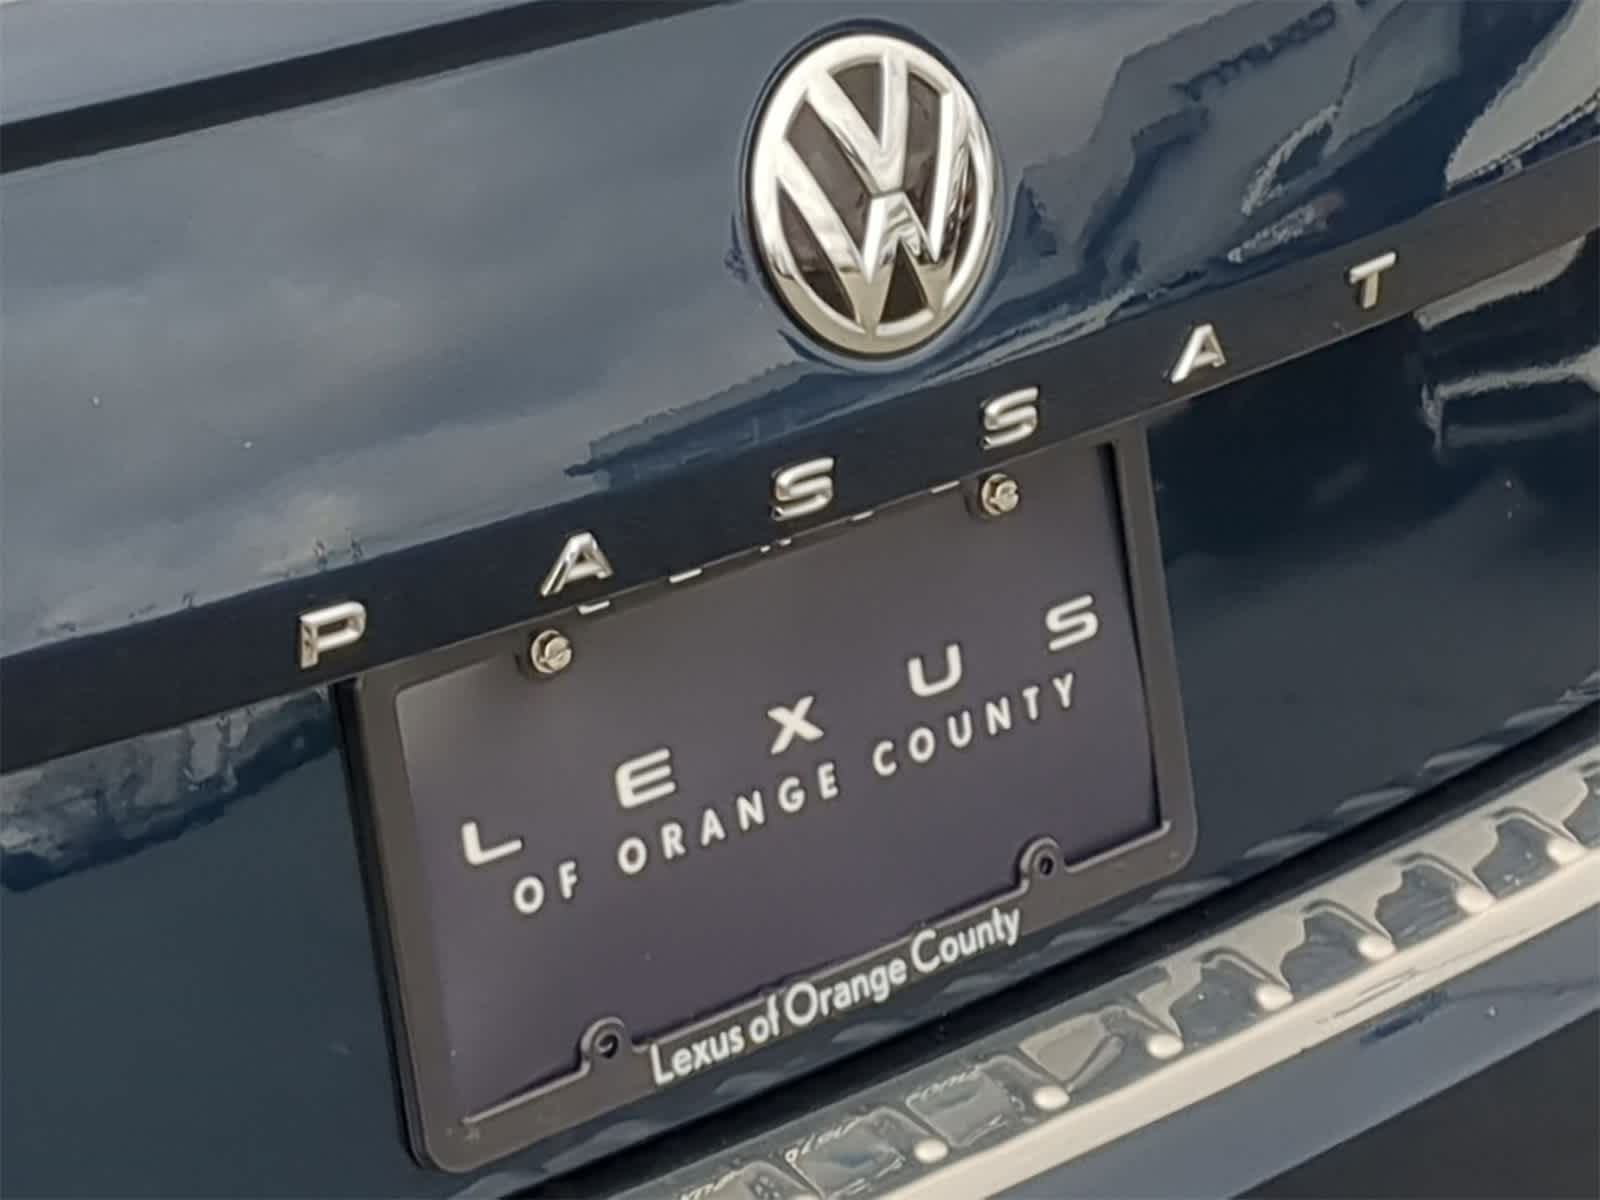 PASSAT
LEXUS
OF ORANGE COUNTY
Lexus of Orange County